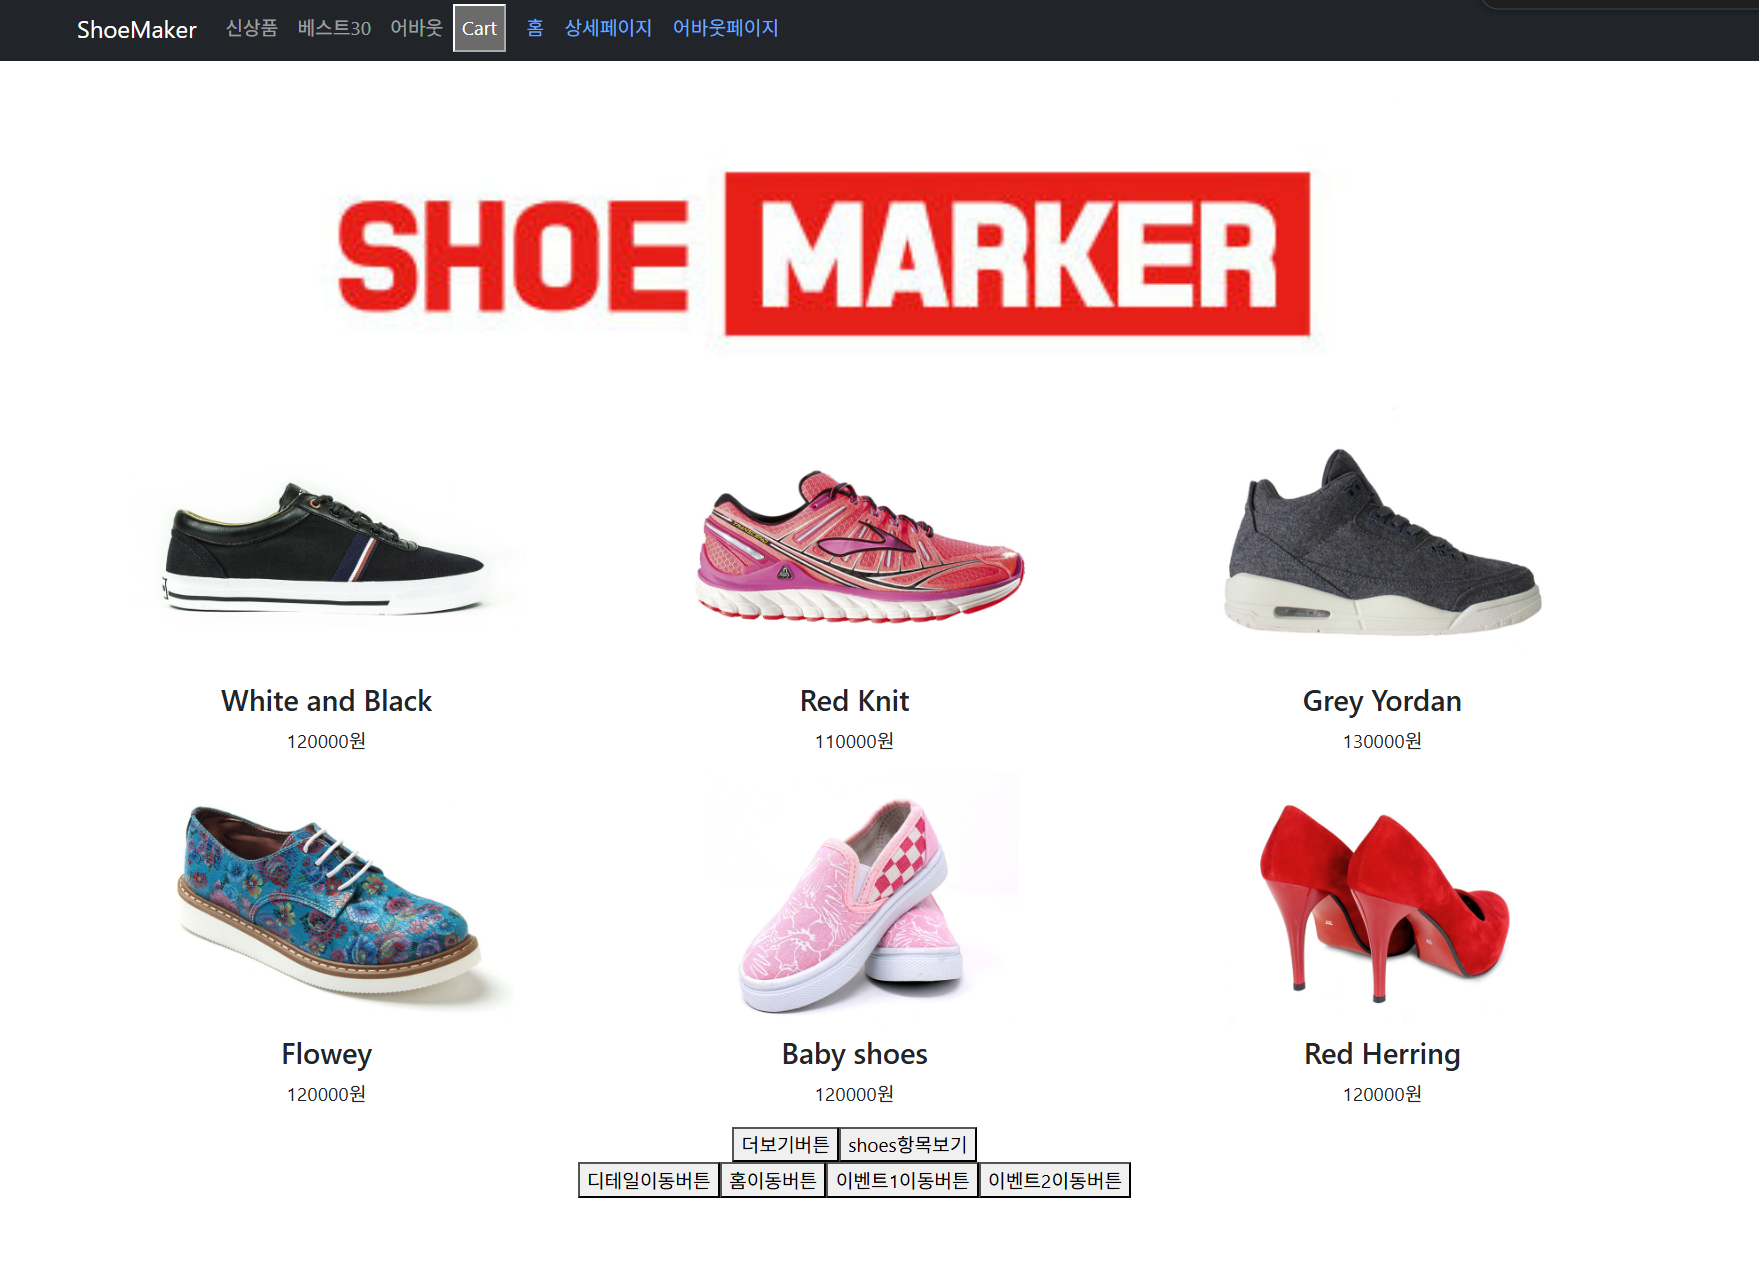 ShoeMaker 신상품 베스트30 어바웃 Cart 홈 상세페이지 어바웃페이지
SHOE MARKER
White and Black Red Knit Grey Yordan
120000원 110000원 130000원
Flowey Baby shoes Red Herring
120000원 120000원 120000원
더보기버튼 shoes항목보기
디테일이동버튼 홈이동버튼 이벤트1이동버튼 이벤트2이동버튼